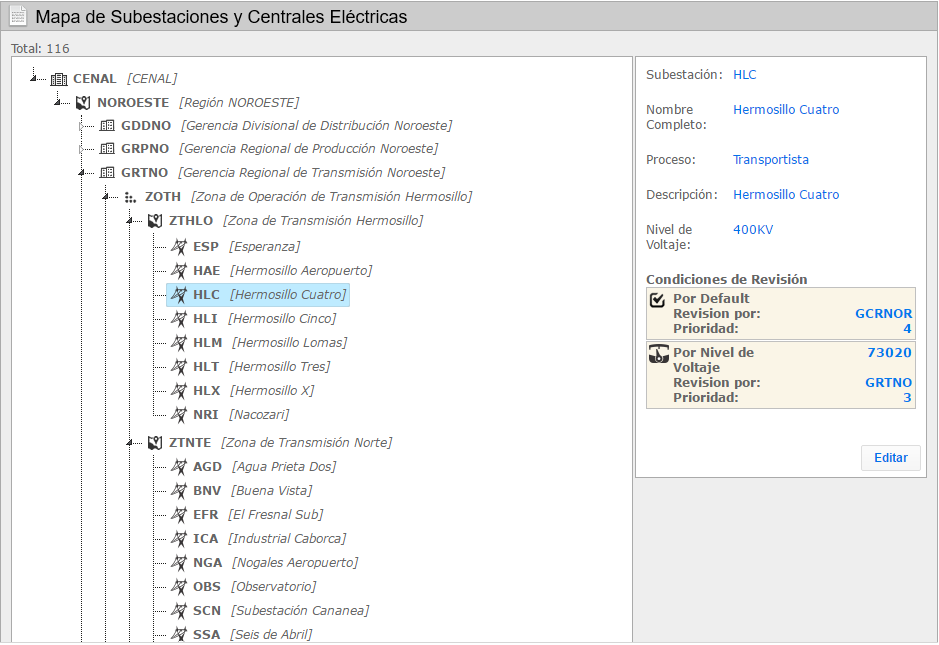 Mapa de Subestaciones y Centrales Eléctricas
Total: 116
CENAL [CENAL]
NOROESTE [Región NOROESTE]
GDDNO [Gerencia Divisional de Distribución Noroeste]
GRPNO [Gerencia Regional de Producción Noroeste]
GRTNO [Gerencia Regional de Transmisión Noroeste]
ZOTH [Zona de Operación de Transmisión Hermosillo]
ZTHLO [Zona de Transmisión Hermosillo]
ESP [Esperanza]
HAE [Hermosillo Aeropuerto]
HLC [Hermosillo Cuatro]
HLI [Hermosillo Cinco]
HLM [Hermosillo Lomas]
HLT [Hermosillo Tres]
HLX [Hermosillo X]
NRI [Nacozari]
ZTNTE [Zona de Transmisión Norte]
AGD [Agua Prieta Dos]
BNV [Buena Vista]
EFR [El Fresnal Sub]
ICA [Industrial Caborca]
NGA [Nogales Aeropuerto]
OBS [Observatorio]
SCN [Subestación Cananea]
SSA [Seis de Abril]
Subestación: HLC
Nombre Hermosillo Cuatro
Completo:
Proceso: Transportista
Descripción: Hermosillo Cuatro
Nivel de 400KV
Voltaje:
Condiciones de Revisión
Por Default
Revision por: GCRNOR
Prioridad: 4
Por Nivel de 73020
Voltaje
Revision por: GRTNO
Prioridad: 3
Editar